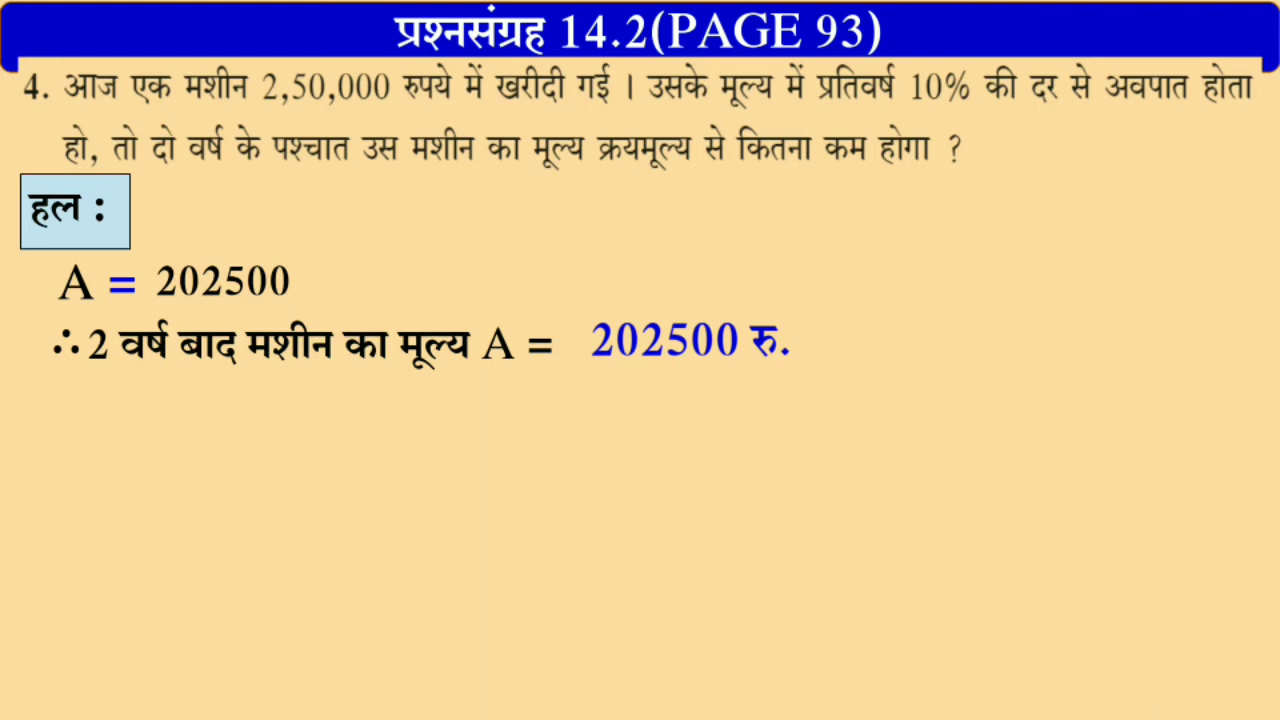 प्रश्नसंग्रह 14.2(PAGE 93)
4. आज एक मशीन 2,50,000 रुपये में खरीदी गई । उसके मूल्य में प्रतिवर्ष 10% की दर से अवपात होता
हो, तो दो वर्ष के पश्चात उस मशीन का मूल्य क्रयमूल्य से कितना कम होगा ?
हल :
A = 202500
∴ 2 वर्ष बाद मशीन का मूल्य A = 202500 रु.